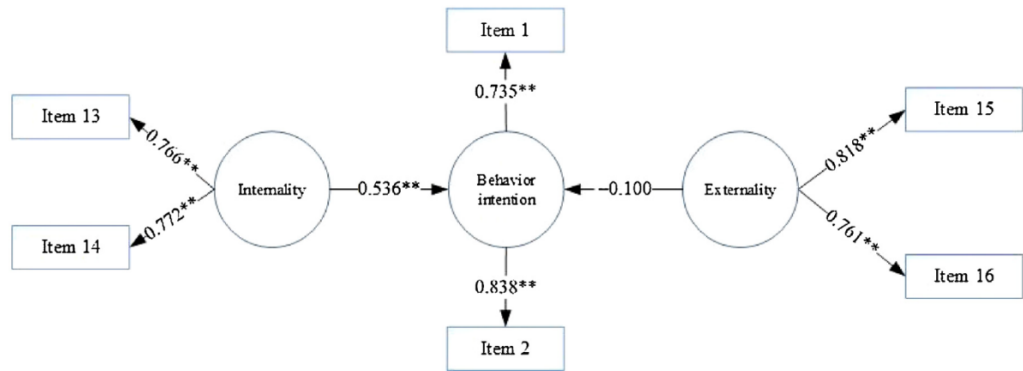 Item 1
0.735**
Item 13
0.766**
Item 15
0.818**
Internality
0.536**
Behavior
intention
−0.100
Externality
0.772**
Item 14
0.761**
Item 16
0.838**
Item 2